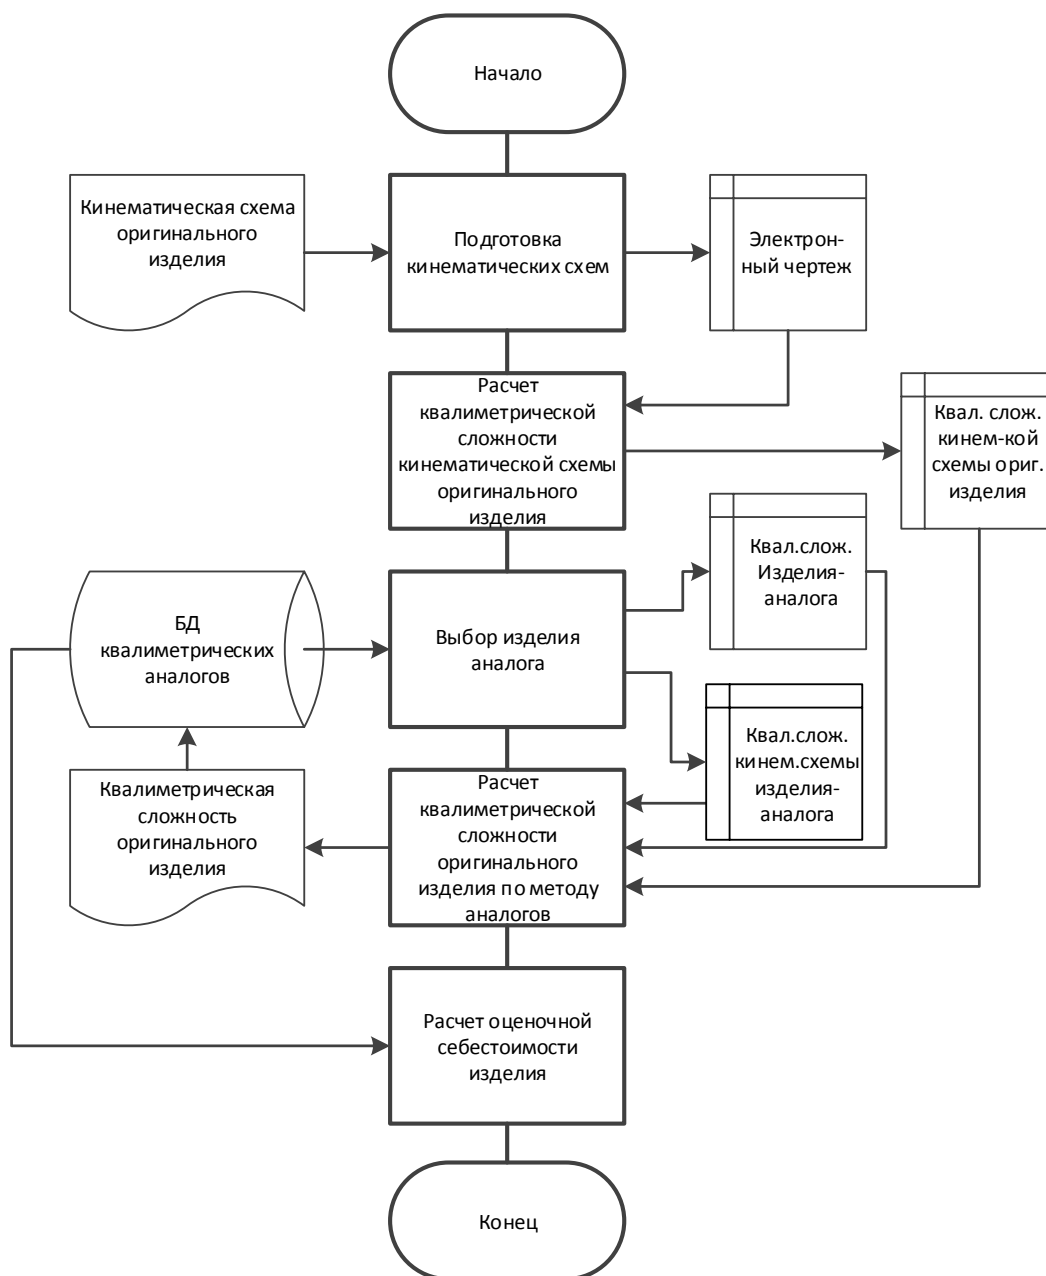 Начало
Кинематическая схема
оригинального
изделия
Подготовка
кинематических схем
Электрон-
ный чертеж
Расчет
квалиметрической
сложности
кинематической схемы
оригинального
изделия
Квал. слож.
кинем-кой
схемы ориг.
изделия
Квал.слож.
Изделия-
аналога
БД
квалиметрических
аналогов
Выбор изделия
аналога
Квал.слож.
кинем.схемы
изделия-
аналога
Квалиметрическая
сложность
оригинального
изделия
Расчет
квалиметрической
сложности
оригинального
изделия по методу
аналогов
Расчет оценочной
себестоимости
изделия
Конец